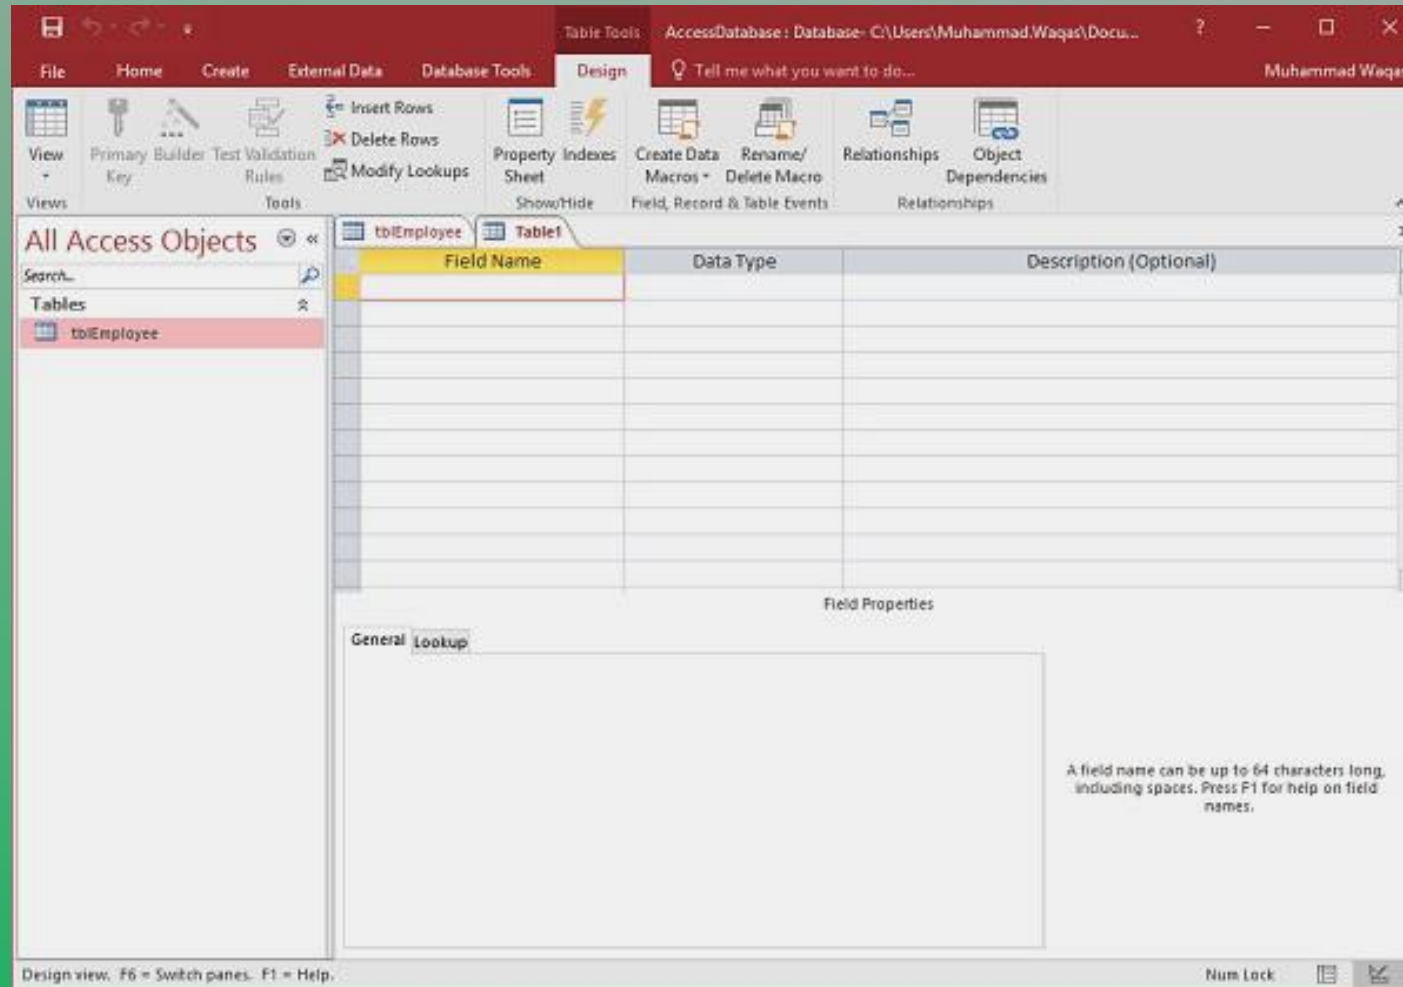 Table Tools AccessDatabase : Database- C:\Users\Muhammad.Waqas\Docu... ?
File Home Create External Data Database Tools Design Tell me what you want to do... Muhammad Waqas
Insert Rows
Delete Rows
Modify Lookups
View Primary Key Builder Test Validation Rules Property Sheet Indexes Create Data Macros Rename/ Delete Macro Relationships Object Dependencies
Views Tools Show/Hide Field, Record & Table Events Relationships
All Access Objects
Search...
Tables
tblEmployee
tblEmployee Table1
Field Name Data Type Description (Optional)
Field Properties
General Lookup
A field name can be up to 64 characters long,
including spaces. Press F1 for help on field
names.
Design view. F6 = Switch panes. F1 = Help. Num Lock